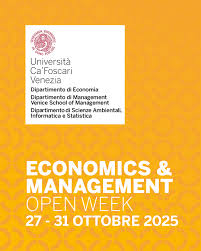 Università
Ca'Foscari
Venezia
Dipartimento di Economia
Dipartimento di Management
Venice School of Management
Dipartimento di Scienze Ambientali,
Informatica e Statistica
ECONOMICS &
MANAGEMENT
OPEN WEEK
27 - 31 OTTOBRE 2025